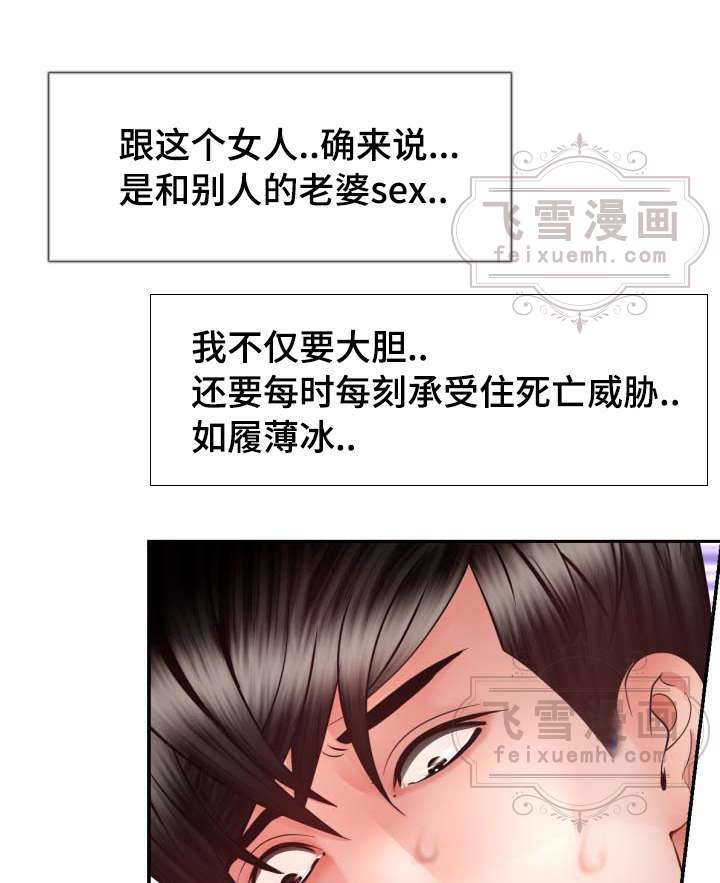 跟这个女人..确来说...
是和别人的老婆sex..
飞雪漫画
feixuemh.com
我不仅要大胆..
还要每时每刻承受住死亡威胁..
如履薄冰..
飞雪漫画
feixuemh.com